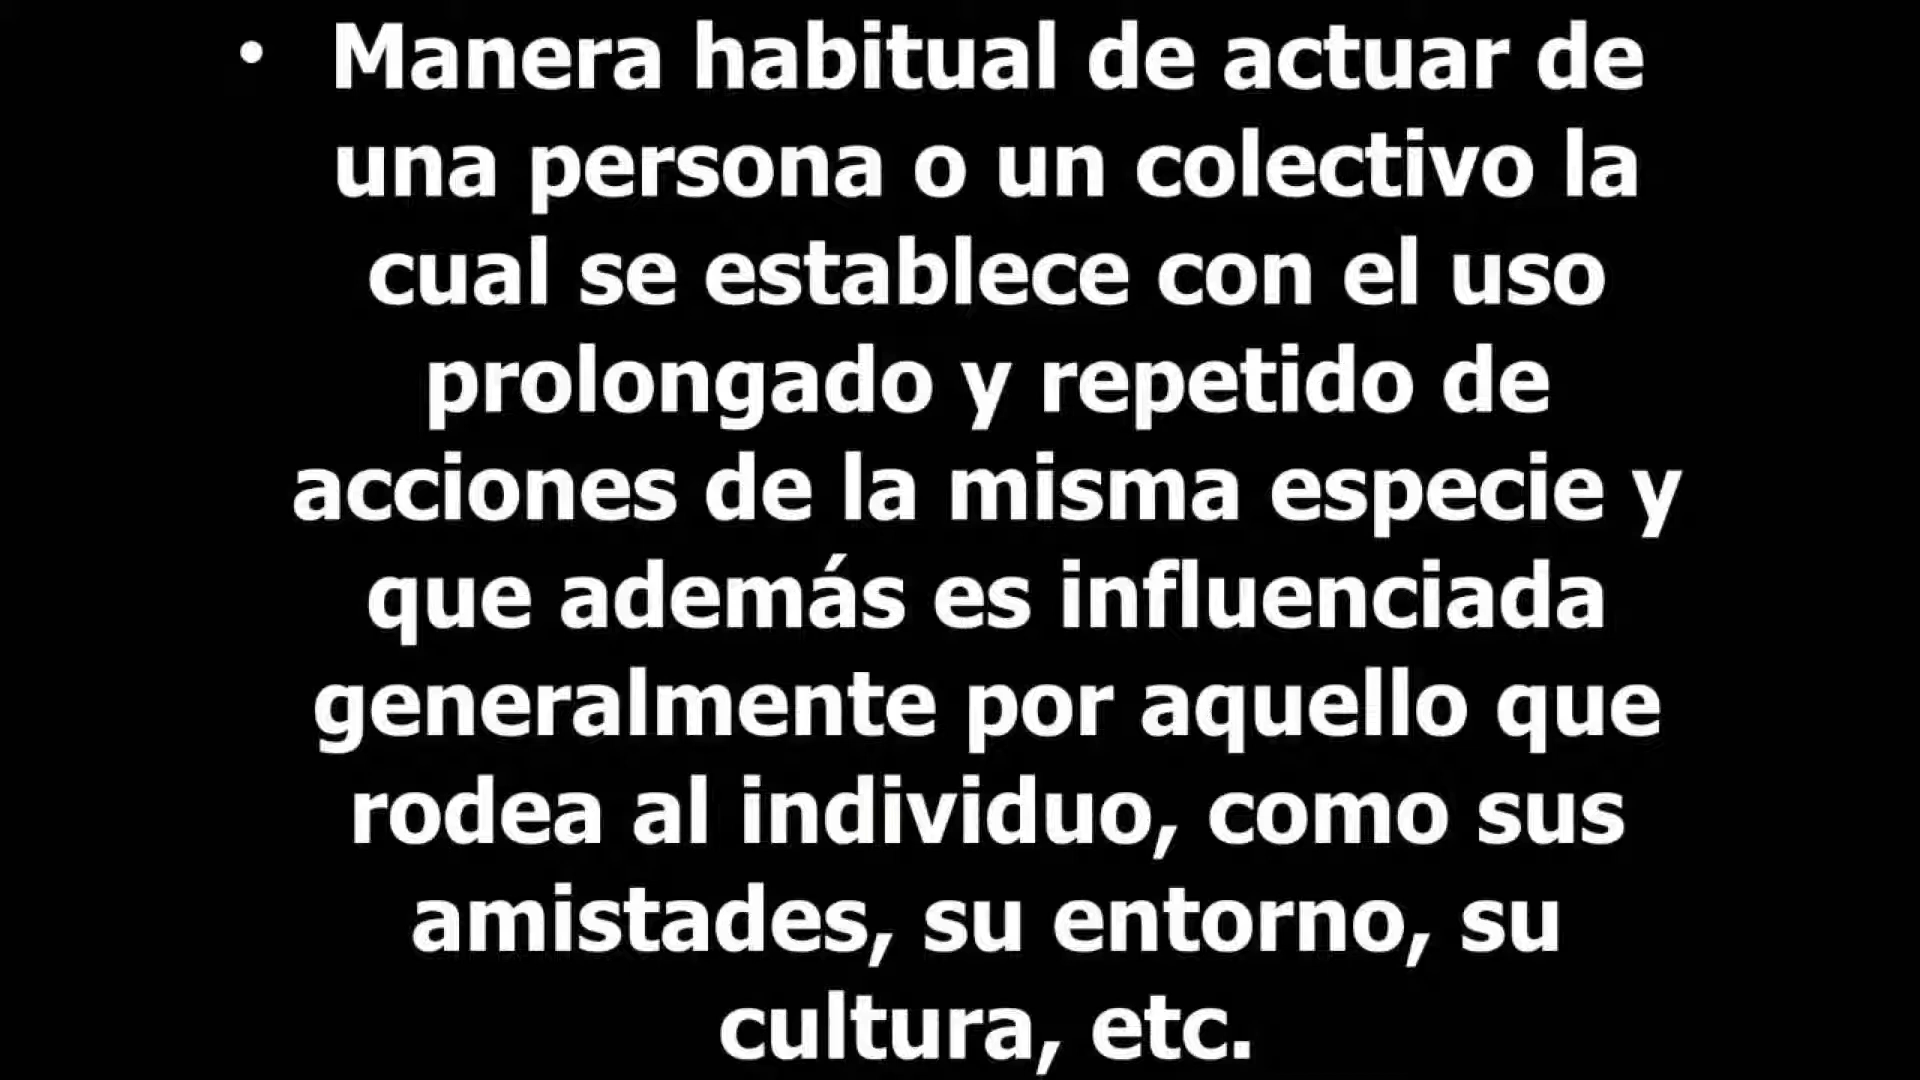 • Manera habitual de actuar de
una persona o un colectivo la
cual se establece con el uso
prolongado y repetido de
acciones de la misma especie y
que además es influenciada
generalmente por aquello que
rodea al individuo, como sus
amistades, su entorno, su
cultura, etc.